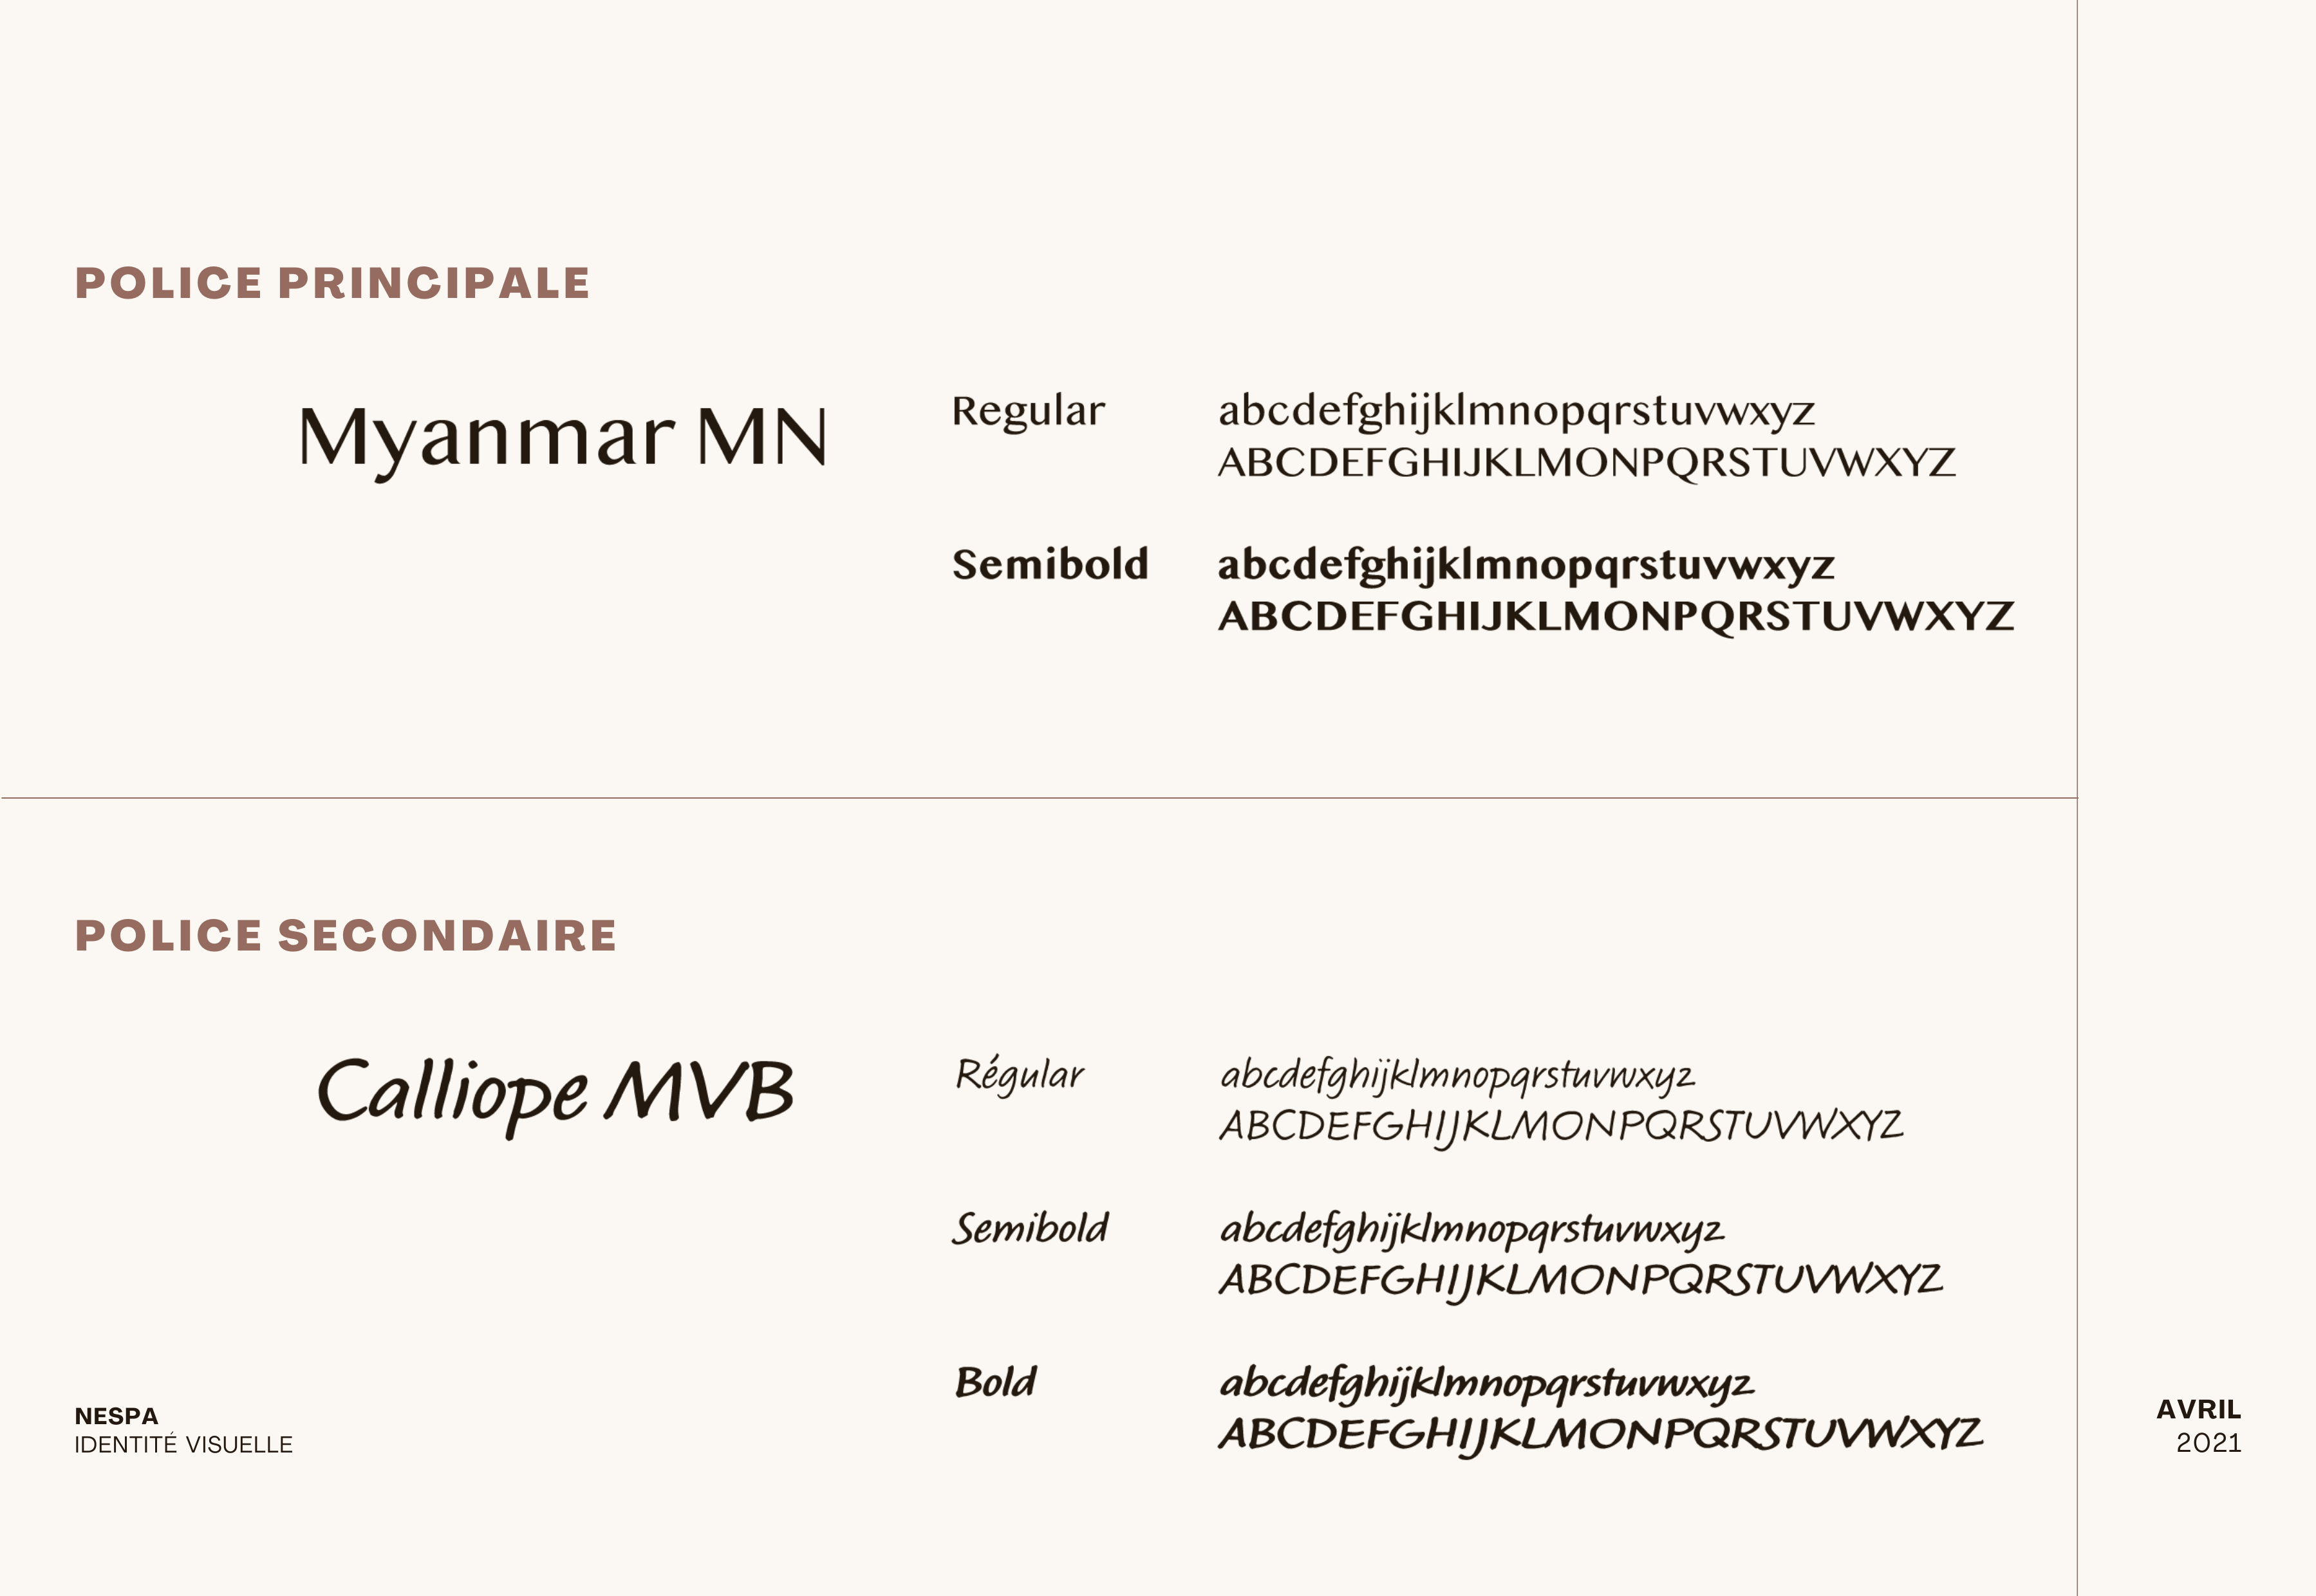 POLICE PRINCIPALE
Myanmar MN
Regular
abcdefghijklmnopqrstuvwxyz
ABCDEFGHIJKLMONPQRSTUVWXYZ
Semibold
abcdefghijklmnopqrstuvwxyz
ABCDEFGHIJKLMONPQRSTUVWXYZ
POLICE SECONDAIRE
Calliope MVB
Régular
abcdefghijklmnopqrstuvwxyz
ABCDEFGHIJKLMONPQRSTUVWXYZ
Semibold
abcdefghijklmnopqrstuvwxyz
ABCDEFGHIJKLMONPQRSTUVWXYZ
Bold
abcdefghijklmnopqrstuvwxyz
ABCDEFGHIJKLMONPQRSTUVWXYZ
NESPA
IDENTITÉ VISUELLE
AVRIL
2021